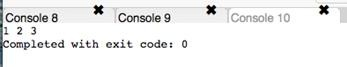 Console 8 Console 9 Console 10
1 2 3
Completed with exit code: 0